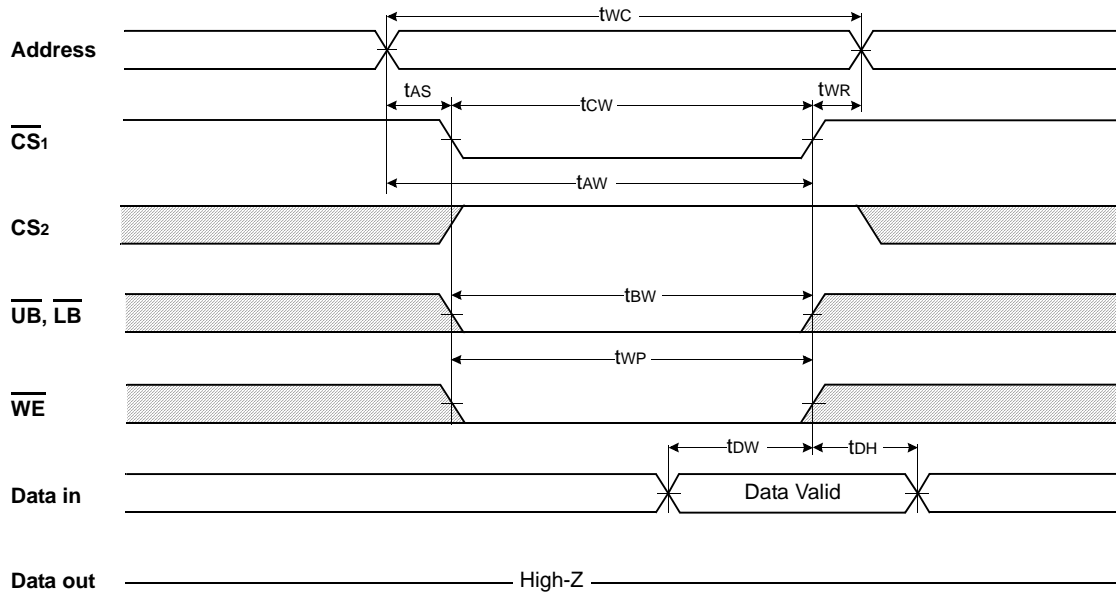 tWC
Address
tAS
tCW
tWR
CS1
tAW
CS2
tBW
UB, LB
tWP
WE
tDW
tDH
Data in
Data Valid
Data out
High-Z